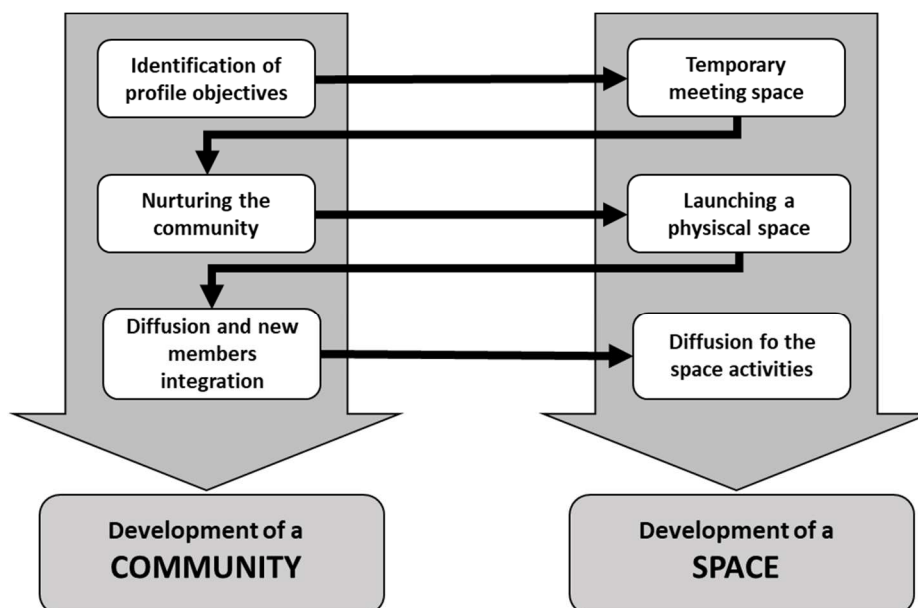 Identification of
profile objectives
Temporary
meeting space
Nurturing the
community
Launching a
physiscal space
Diffusion and new
members
integration
Diffusion fo the
space activities
Development of a
COMMUNITY
Development of a
SPACE